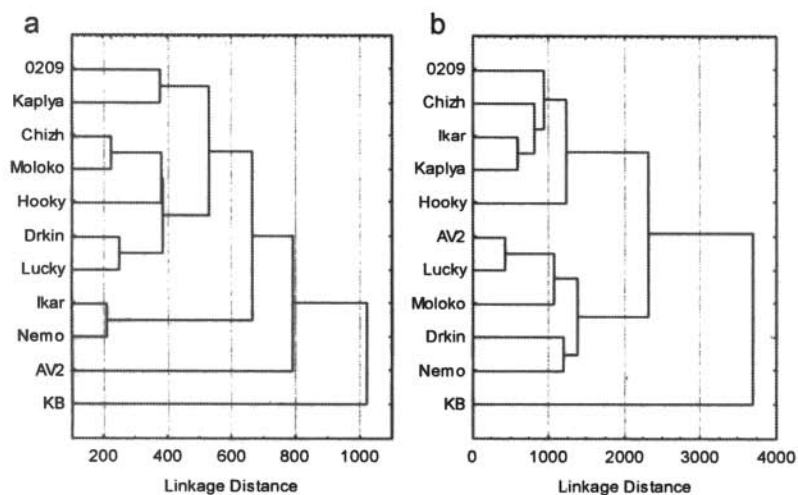 a
0209
Kaplya
Chizh
Moloko
Hooky
Drkin
Lucky
Ikar
Nemo
AV2
KB
200 400 600 800 1000
Linkage Distance
b
0209
Chizh
Ikar
Kaplya
Hooky
AV2
Lucky
Moloko
Drkin
Nemo
KB
0 1000 2000 3000 4000
Linkage Distance